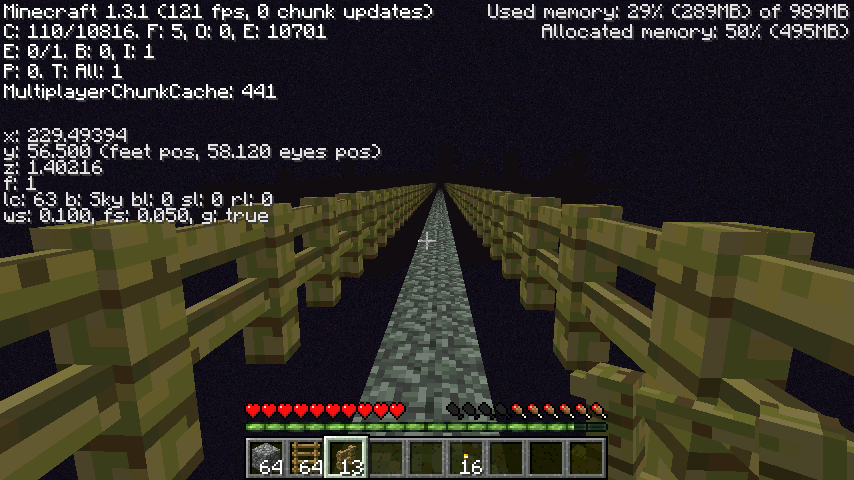 Minecraft 1.3.1 (121 fps, 0 chunk updates)
Used memory: 29% (289MB) of 989MB
C: 110/10816. F: 5, O: 0, E: 10701
Allocated memory: 50% (495MB)
E: 0/1. B: 0, I: 1
P: 0. T: All: 1
MultiplayerChunkCache: 441
x: 229.49394
y: 56.500 (feet pos, 58.120 eyes pos)
z: 1.40216
f: 1
lc: 63 b: Sky bl: 0 sl: 0 rl: 0
ws: 0.100, fs: 0.050, g: true
64
64
13
16